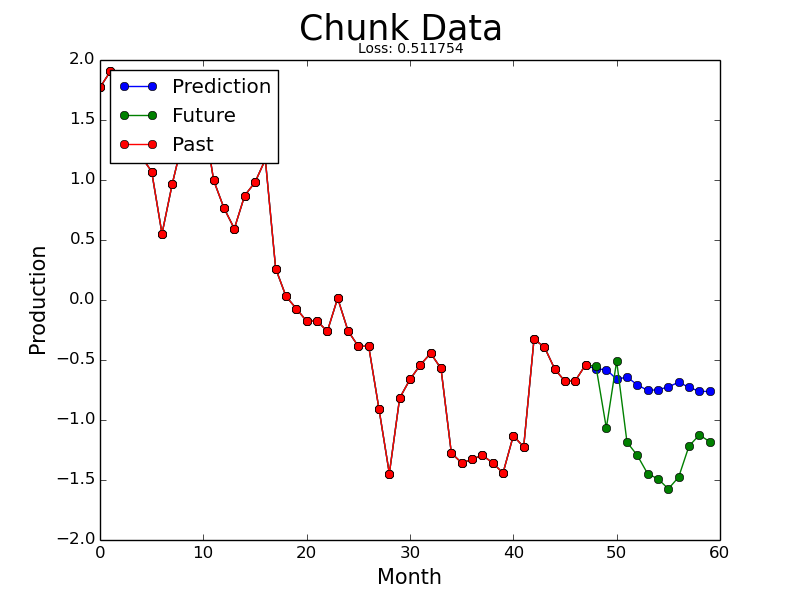 Chunk Data
Loss: 0.511754
Prediction
Future
Past
2.0
1.5
1.0
0.5
0.0
−0.5
−1.0
−1.5
−2.0
Production
0 10 20 30 40 50 60
Month